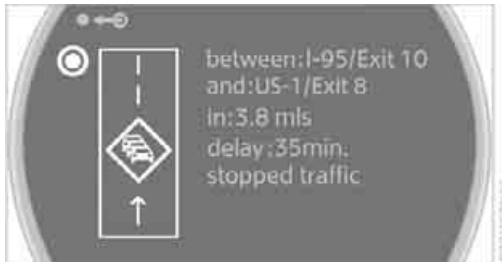 between:I-95/Exit 10
and:US-1/Exit 8
in:3.8 mls
delay:35min.
stopped traffic